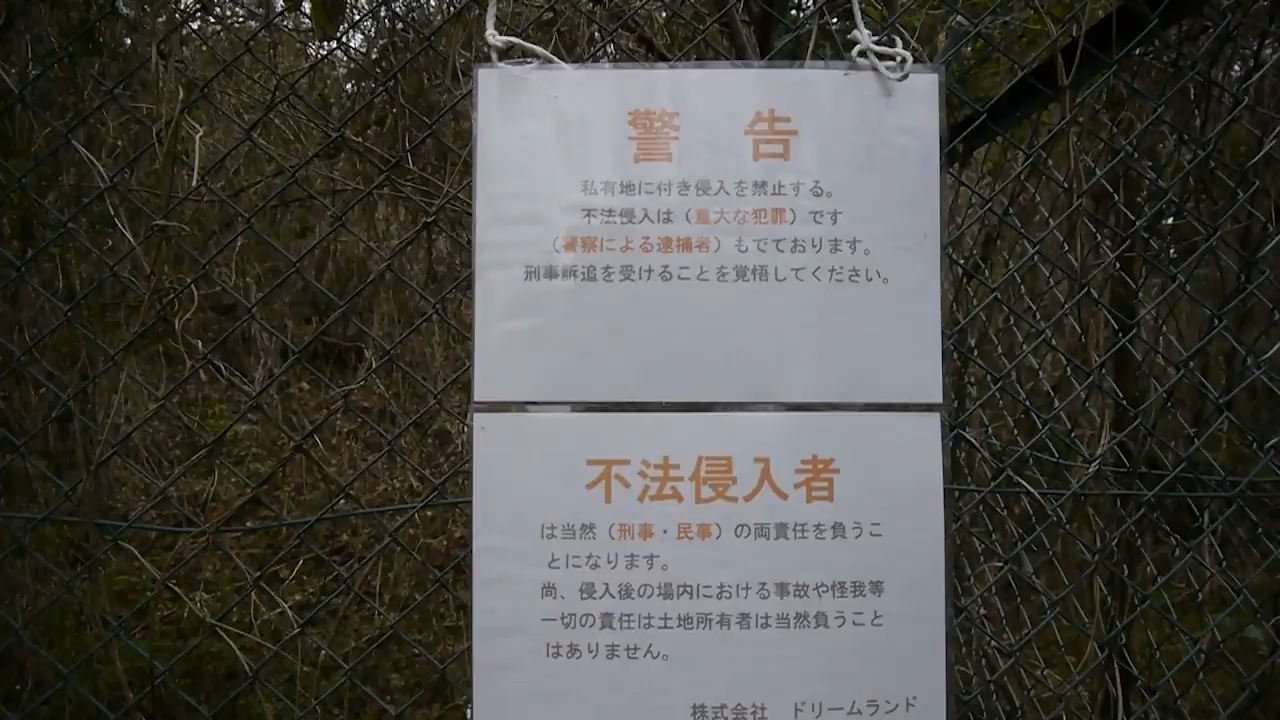 警 告
私有地に付き侵入を禁止する。
不法侵入は（重大な犯罪）です
（警察による逮捕者）もでております。
刑事訴追を受けることを覚悟してください。
不法侵入者
は当然（刑事・民事）の両責任を負うこ
とになります。
尚、侵入後の場内における事故や怪我等
一切の責任は土地所有者は当然負うこと
はありません。
株式会社 ドリームランド